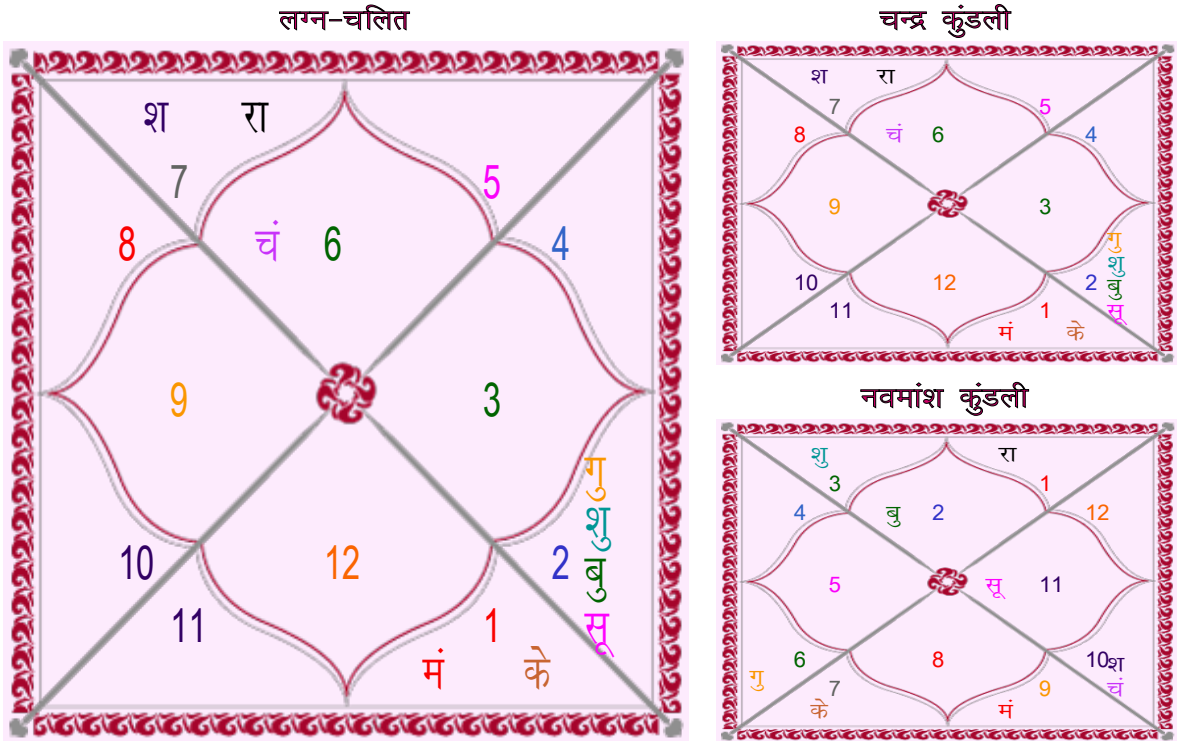 लग्न-चलित
श रा
7 5
8 चं 6 4
9 3
गु
शु
10 12 2 बु
11 1 सू
मं के
चन्द्र कुंडली
श रा
7 5
8 चं 6 4
9 3
गु
शु
10 12 2 बु
11 1 सू
मं के
नवमांश कुंडली
शु रा
3 1
4 बु 2 12
5 सू 11
6 8 10 श
गु 7 9 चं
के मं